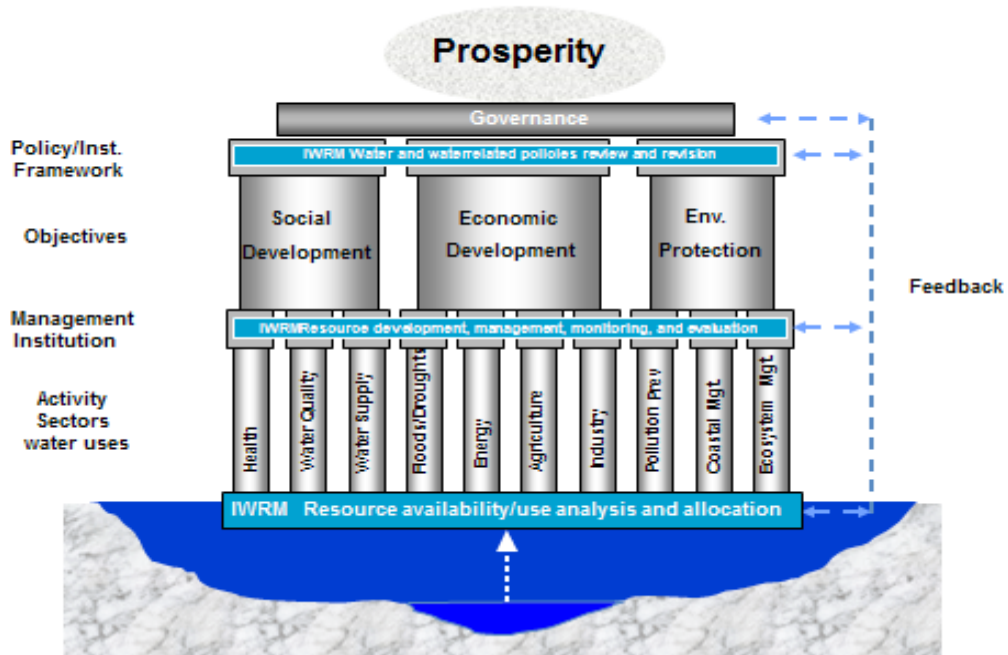 Prosperity
Governance
Policy/Inst.
Framework
IWRM Water and waterrelated policies review and revision
Objectives
Social
Development
Economic
Development
Env.
Protection
Feedback
Management
Institution
IWRMResource development, management, monitoring, and evaluation
Activity
Sectors
water uses
Health
Water Quality
Water Supply
Floods/Droughts
Energy
Agriculture
Industry
Pollution Prev
Coastal Mgt.
Ecosystem Mgt.
IWRM Resource availability/use analysis and allocation